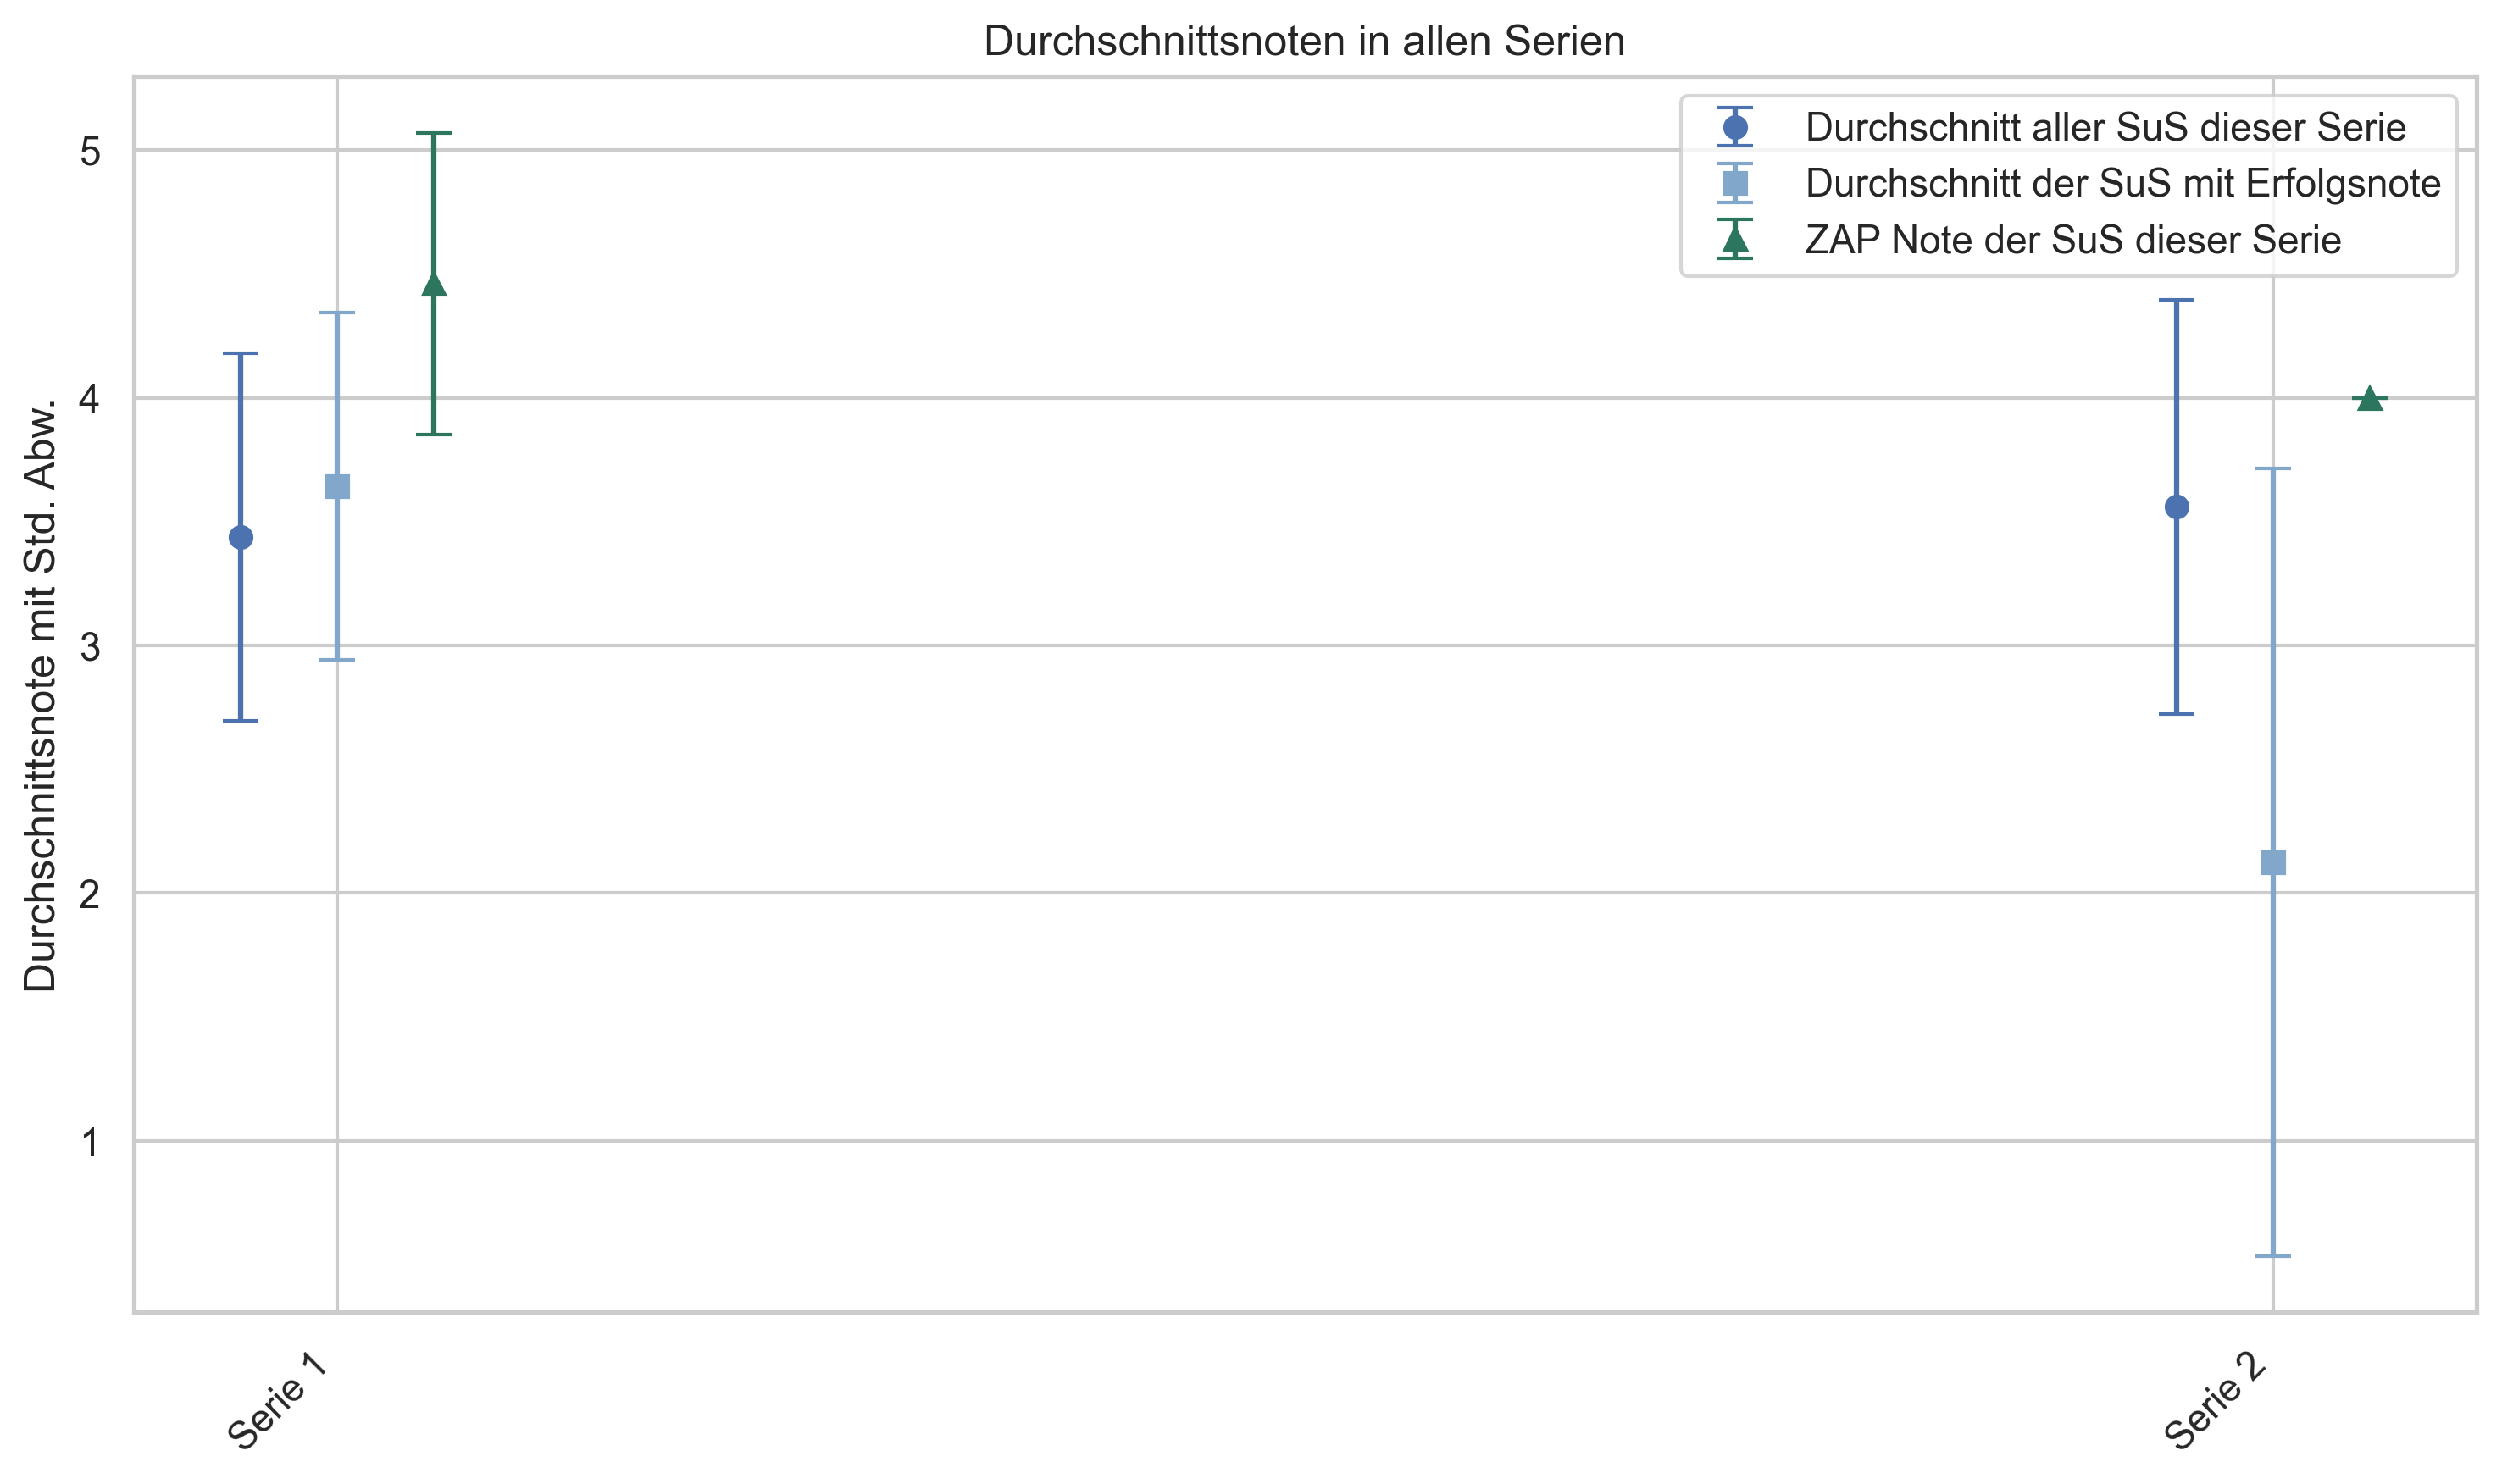 Durchschnittsnoten in allen Serien
Durchschnittsnote mit Std. Abw.
5
4
3
2
1
Durchschnitt aller SuS dieser Serie
Durchschnitt der SuS mit Erfolgsnote
ZAP Note der SuS dieser Serie
Serie 1
Serie 2